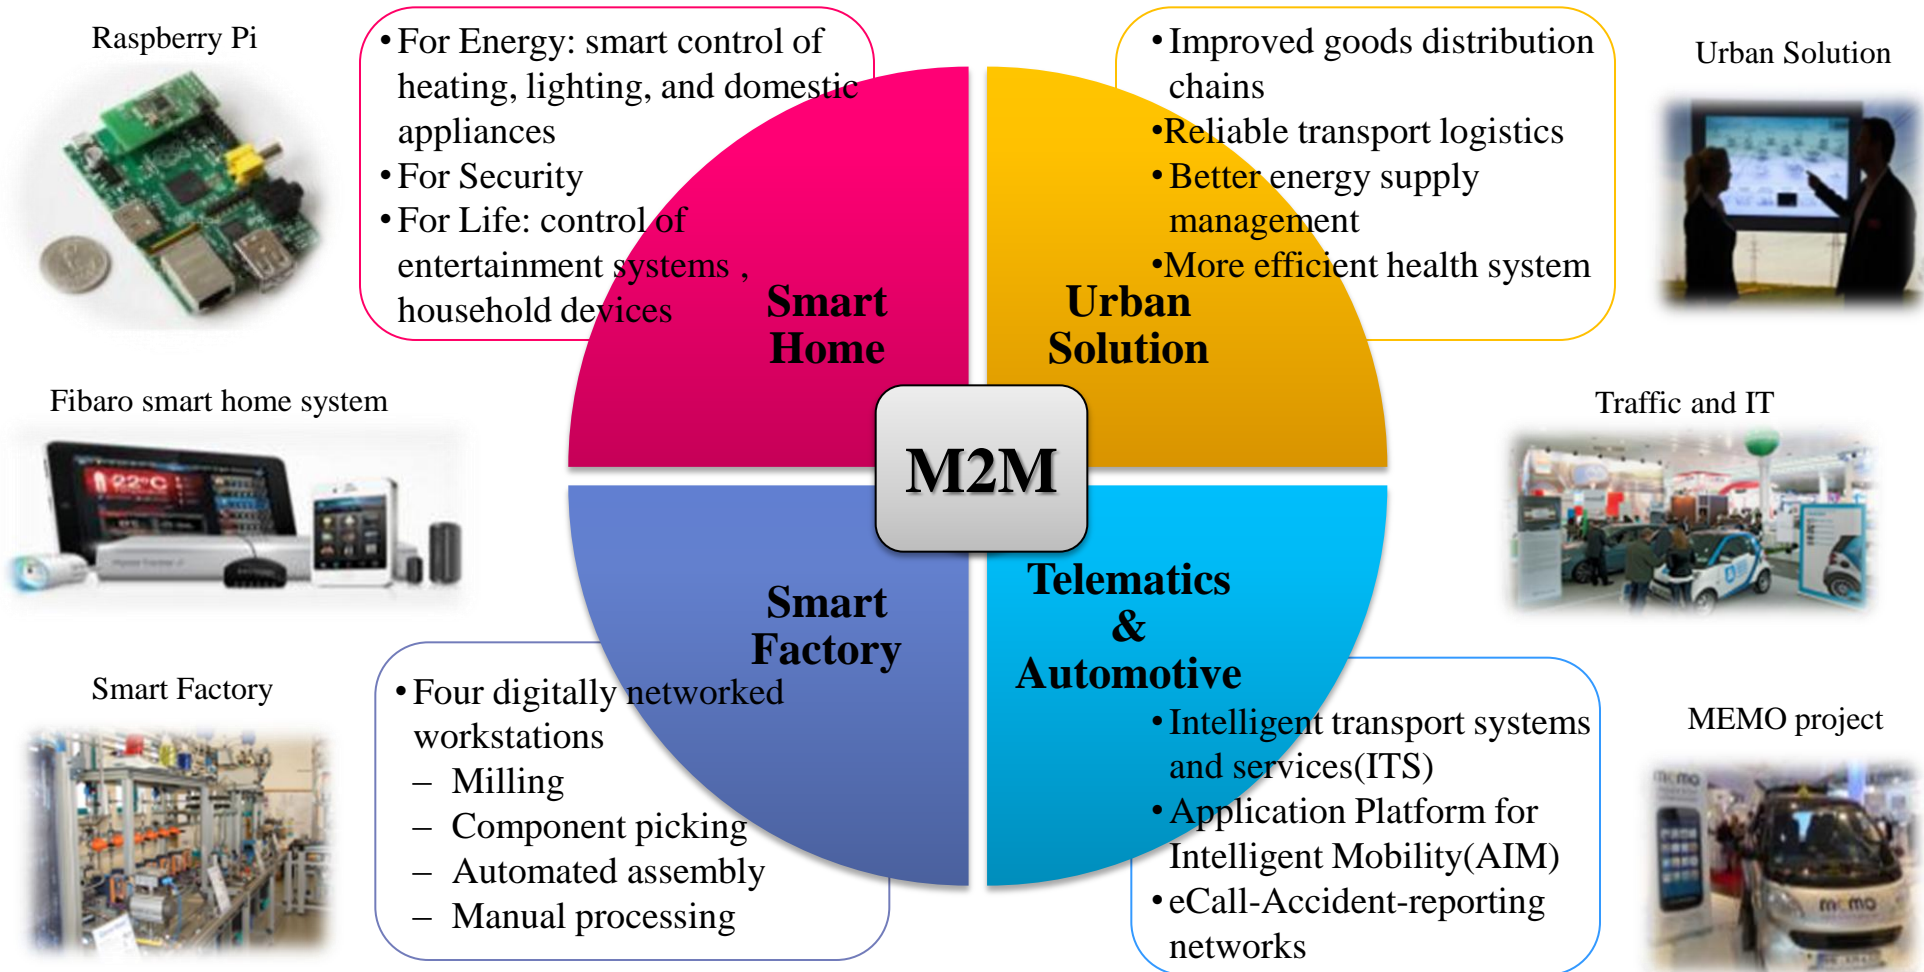 Raspberry Pi
• For Energy: smart control of
heating, lighting, and domestic
appliances
• For Security
• For Life: control of
entertainment systems ,
household devices
• Improved goods distribution
chains
•Reliable transport logistics
• Better energy supply
management
•More efficient health system
Urban Solution
Smart
Home
Urban
Solution
Fibaro smart home system
22°C
M2M
Traffic and IT
Smart
Factory
Telematics
&
Automotive
Smart Factory
• Four digitally networked
workstations
– Milling
– Component picking
– Automated assembly
– Manual processing
• Intelligent transport systems
and services(ITS)
• Application Platform for
Intelligent Mobility(AIM)
• eCall-Accident-reporting
networks
MEMO project
memo
memo